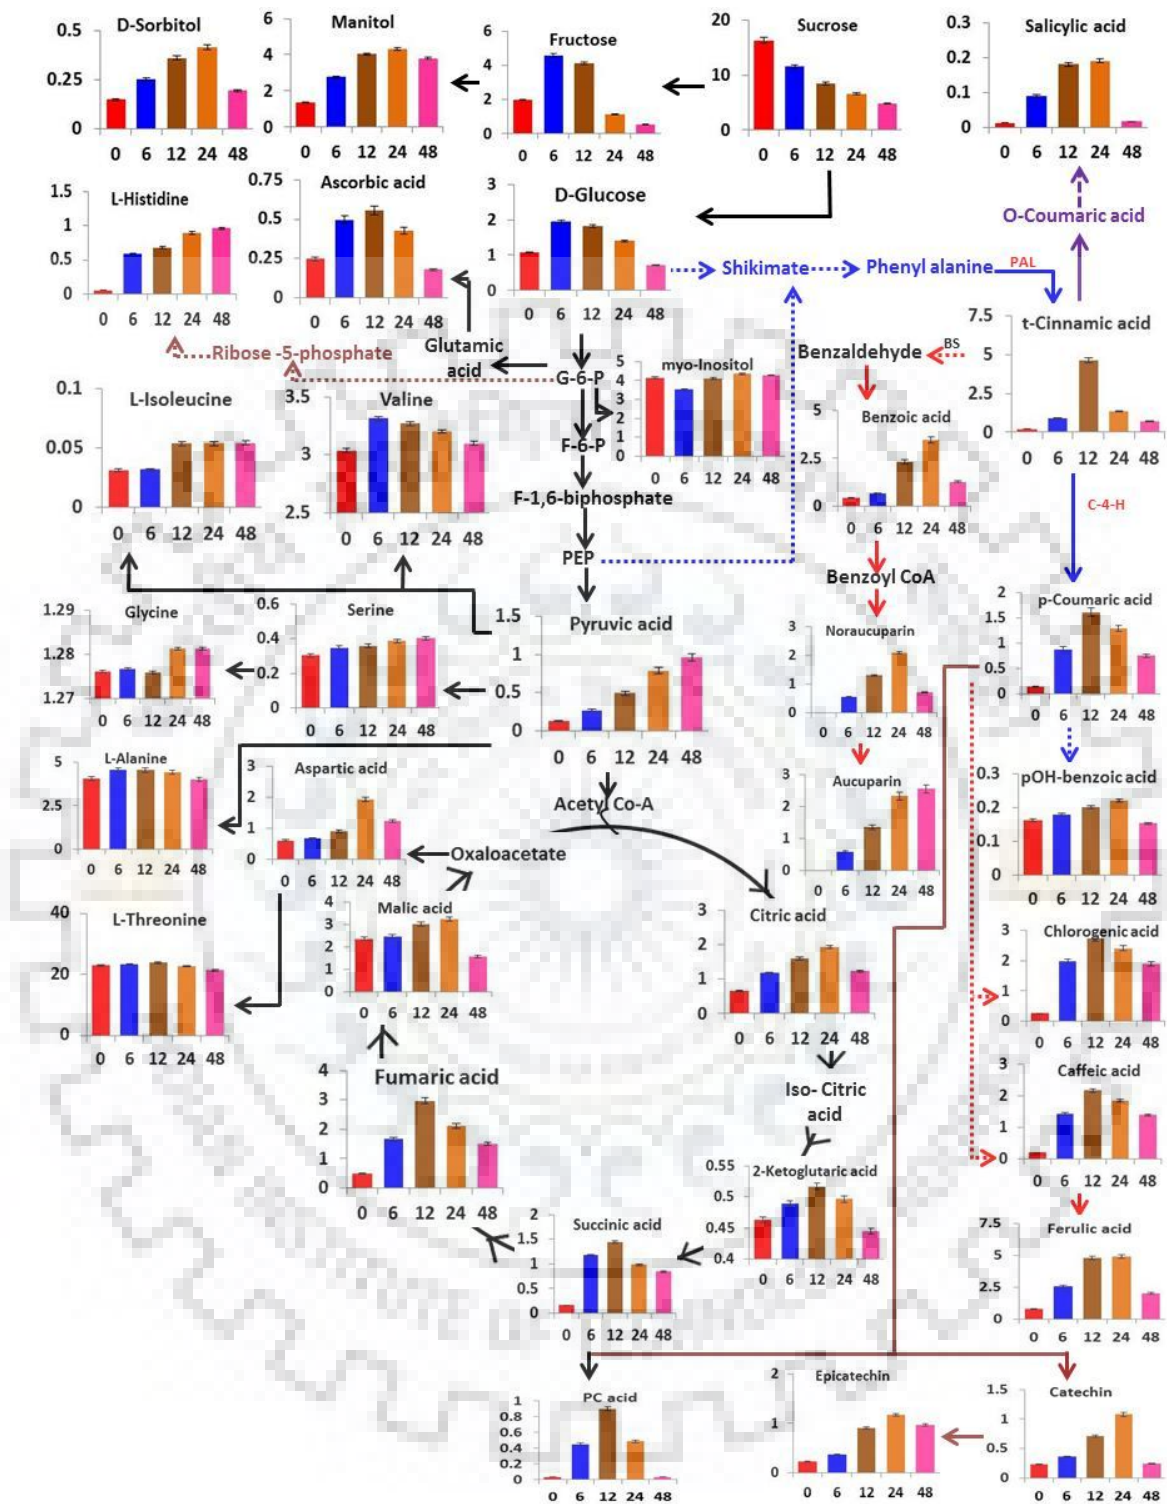 D-Sorbitol
0.5
0.25
0
0 6 12 24 48
Manitol
6
4
2
0
0 6 12 24 48
Fructose
6
4
2
0
0 6 12 24 48
Sucrose
20
10
0
0 6 12 24 48
Salicylic acid
0.3
0.2
0.1
0
0 6 12 24 48
L-Histidine
1.5
1
0.5
0
0 6 12 24 48
Ascorbic acid
0.75
0.5
0.25
0
0 6 12 24 48
D-Glucose
3
2
1
0
0 6 12 24 48
O-Coumaric acid
Shikimate
Phenyl alanine
PAL
t-Cinnamic acid
7.5
5
2.5
0
0 6 12 24 48
Ribose -5-phosphate
Glutamic
acid
G-6-P
F-6-P
F-1,6-biphosphate
PEP
myo-Inositol
5
4
3
2
1
0
0 6 12 24 48
Benzaldehyde
BS
Benzoic acid
5
2.5
0
0 6 12 24 48
C-4-H
L-Isoleucine
0.1
0.05
0
0 6 12 24 48
Valine
3.5
3
2.5
0 6 12 24 48
Benzoyl CoA
Glycine
1.29
1.28
1.27
0 6 12 24 48
Serine
0.6
0.4
0.2
0
0 6 12 24 48
Pyruvic acid
1.5
1
0.5
0
0 6 12 24 48
Noraucuparin
3
2
1
0
0 6 12 24 48
p-Coumaric acid
2
1.5
1
0.5
0
0 6 12 24 48
L-Alanine
5
2.5
0
0 6 12 24 48
Aspartic acid
3
2
1
0
0 6 12 24 48
Acetyl Co-A
Oxaloacetate
Aucuparin
3
2
1
0
0 6 12 24 48
pOH-benzoic acid
0.3
0.2
0.1
0
0 6 12 24 48
L-Threonine
40
20
0
0 6 12 24 48
Malic acid
4
3
2
1
0
0 6 12 24 48
Citric acid
3
2
1
0
0 6 12 24 48
Chlorogenic acid
3
2
1
0
0 6 12 24 48
Fumaric acid
4
3
2
1
0
0 6 12 24 48
Iso- Citric
acid
Caffeic acid
3
2
1
0
0 6 12 24 48
2-Ketoglutaric acid
0.55
0.5
0.45
0.4
0 6 12 24 48
Succinic acid
2
1.5
1
0.5
0
0 6 12 24 48
Ferulic acid
7.5
5
2.5
0
0 6 12 24 48
PC acid
1
0.8
0.6
0.4
0.2
0
0 6 12 24 48
Epicatechin
2
1
0
0 6 12 24 48
Catechin
1.5
1
0.5
0
0 6 12 24 48